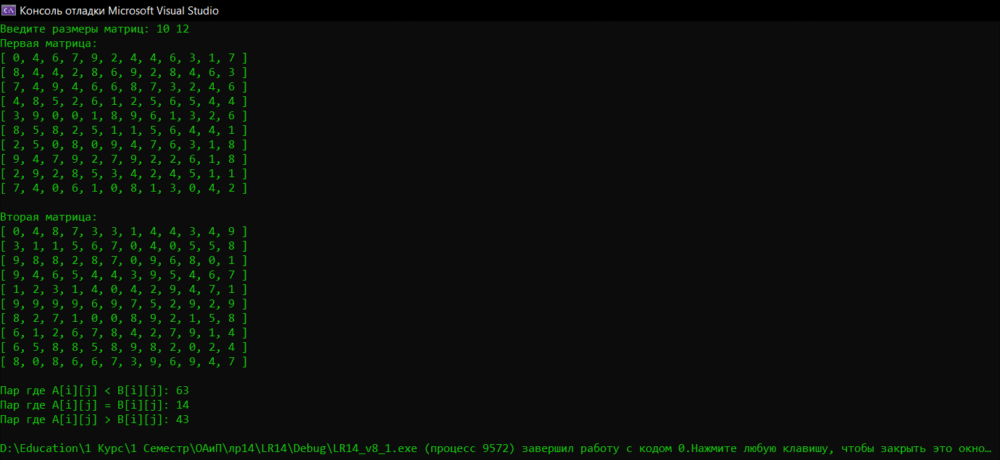 Консоль отладки Microsoft Visual Studio
Введите размеры матриц: 10 12
Первая матрица:
[ 0, 4, 6, 7, 9, 2, 4, 4, 6, 3, 1, 7 ]
[ 8, 4, 4, 2, 8, 6, 9, 2, 8, 4, 6, 3 ]
[ 7, 4, 9, 4, 6, 6, 8, 7, 3, 2, 4, 6 ]
[ 4, 8, 5, 2, 6, 1, 2, 5, 6, 5, 4, 4 ]
[ 3, 9, 0, 0, 1, 8, 9, 6, 1, 3, 2, 6 ]
[ 8, 5, 8, 2, 5, 1, 1, 5, 6, 4, 4, 1 ]
[ 2, 5, 0, 8, 0, 9, 4, 7, 6, 3, 1, 8 ]
[ 9, 4, 7, 9, 2, 7, 9, 2, 2, 6, 1, 8 ]
[ 2, 9, 2, 8, 5, 3, 4, 2, 4, 5, 1, 1 ]
[ 7, 4, 0, 6, 1, 0, 8, 1, 3, 0, 4, 2 ]
Вторая матрица:
[ 0, 4, 8, 7, 3, 3, 1, 4, 4, 3, 4, 9 ]
[ 3, 1, 1, 5, 6, 7, 0, 4, 0, 5, 5, 8 ]
[ 9, 8, 8, 2, 8, 7, 0, 9, 6, 8, 0, 1 ]
[ 9, 4, 6, 5, 4, 4, 3, 9, 5, 4, 6, 7 ]
[ 1, 2, 3, 1, 4, 0, 4, 2, 9, 4, 7, 1 ]
[ 9, 9, 9, 9, 6, 9, 7, 5, 2, 9, 2, 9 ]
[ 8, 2, 7, 1, 0, 0, 8, 9, 2, 1, 5, 8 ]
[ 6, 1, 2, 6, 7, 8, 4, 2, 7, 9, 1, 4 ]
[ 6, 5, 8, 8, 5, 8, 9, 8, 2, 0, 2, 4 ]
[ 8, 0, 8, 6, 6, 7, 3, 9, 6, 9, 4, 7 ]
Пар где A[i][j] < B[i][j]: 63
Пар где A[i][j] = B[i][j]: 14
Пар где A[i][j] > B[i][j]: 43
D:\Education\1 Курс\1 Семестр\ОАиП\лр14\LR14\Debug\LR14_v8_1.exe (процесс 9572) завершил работу с кодом 0.Нажмите любую клавишу, чтобы закрыть это окно…